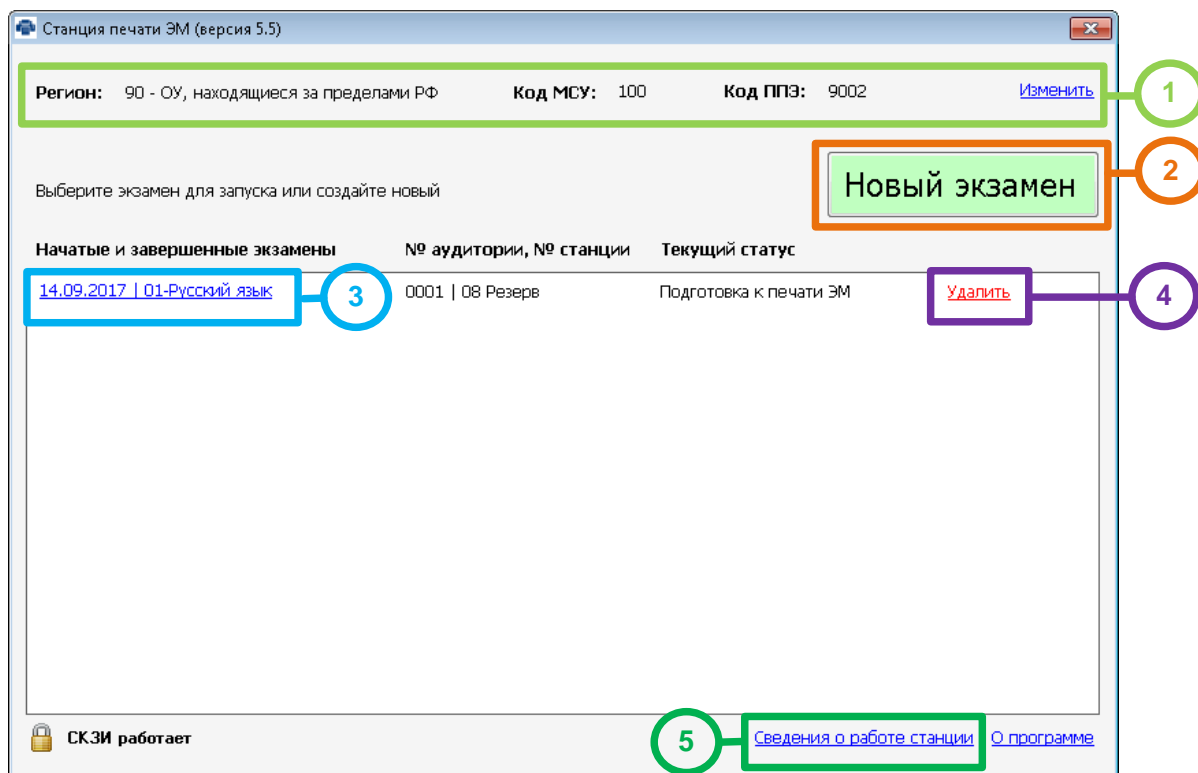 Станция печати ЭМ (версия 5.5)
Регион: 90 - ОУ, находящиеся за пределами РФ Код МСУ: 100 Код ППЭ: 9002 Изменить 1
Выберите экзамен для запуска или создайте новый Новый экзамен 2
Начатые и завершенные экзамены № аудитории, № станции Текущий статус
14.09.2017 | 01-Русский язык 3 0001 | 08 Резерв Подготовка к печати ЭМ Удалить 4
СКЗИ работает 5 Сведения о работе станции О программе